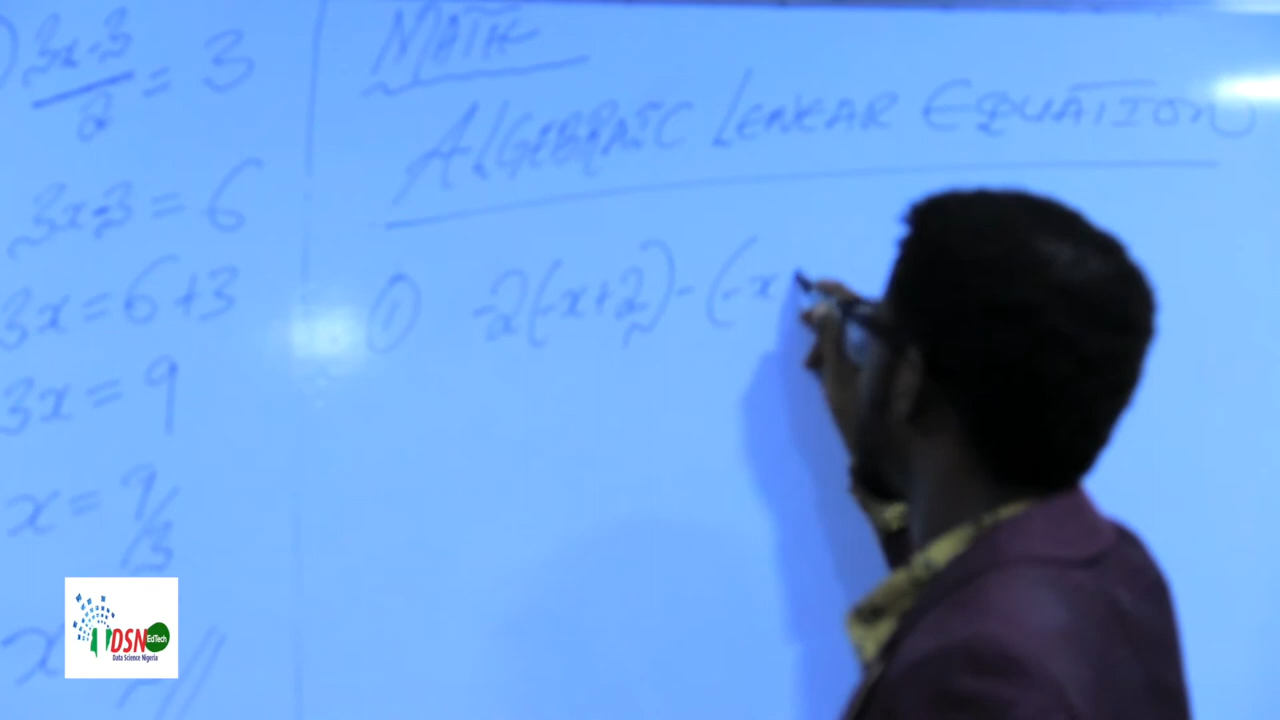 3x-3/2 = 3
3x-3 = 6
3x = 6+3
3x = 9
x = 9/3
x
MATH
ALGEBRAIC LENEAR EQUATION
① -2(-x+2)-(-x
DSN EdTech
Data Science Nigeria